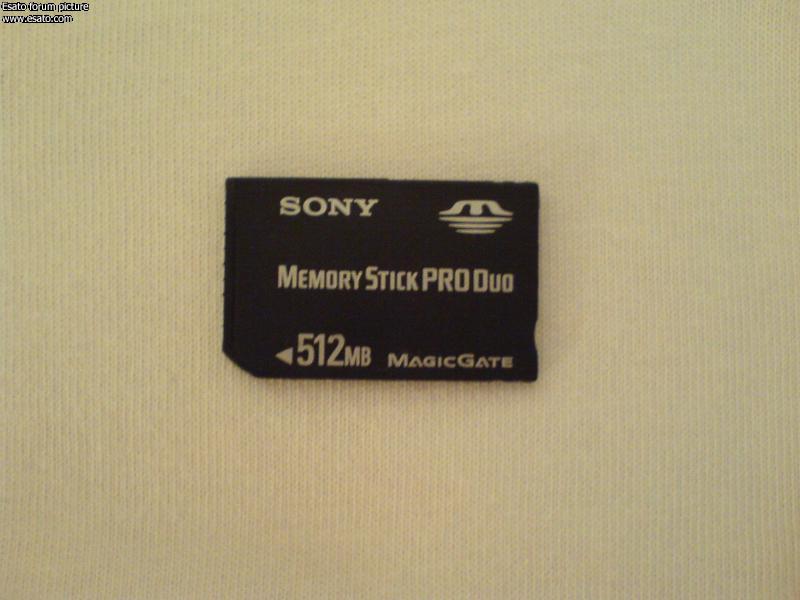 Esato forum picture
www.esato.com
SONY
MEMORY STICK PRO DUO
512MB MAGICGATE